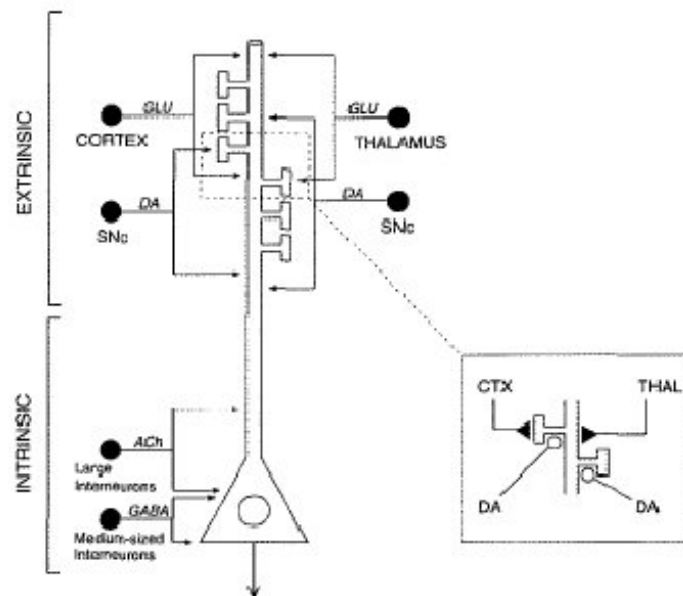 EXTRINSIC
GLU
CORTEX
DA
SNc
GLU
THALAMUS
DA
SNc
INTRINSIC
ACh
Large
Interneurons
GABA
Medium-sized
Interneurons
CTX
THAL
DA
DA